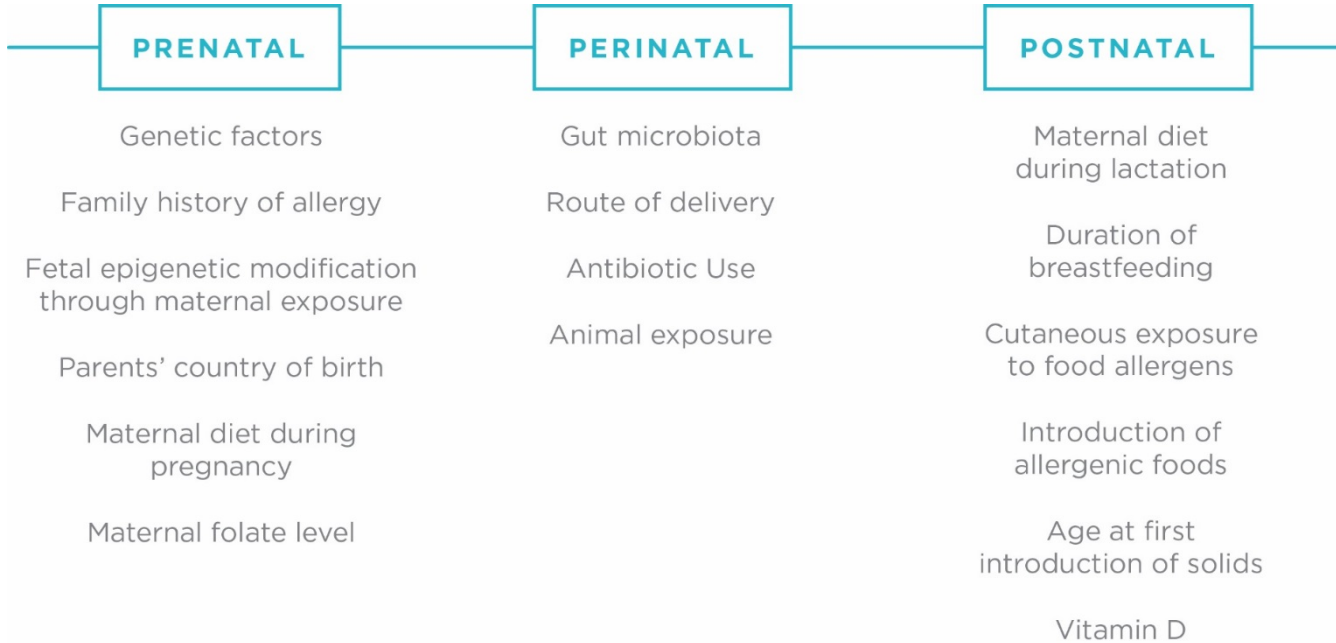 PRENATAL
Genetic factors
Family history of allergy
Fetal epigenetic modification
through maternal exposure
Parents’ country of birth
Maternal diet during
pregnancy
Maternal folate level
PERINATAL
Gut microbiota
Route of delivery
Antibiotic Use
Animal exposure
POSTNATAL
Maternal diet
during lactation
Duration of
breastfeeding
Cutaneous exposure
to food allergens
Introduction of
allergenic foods
Age at first
introduction of solids
Vitamin D